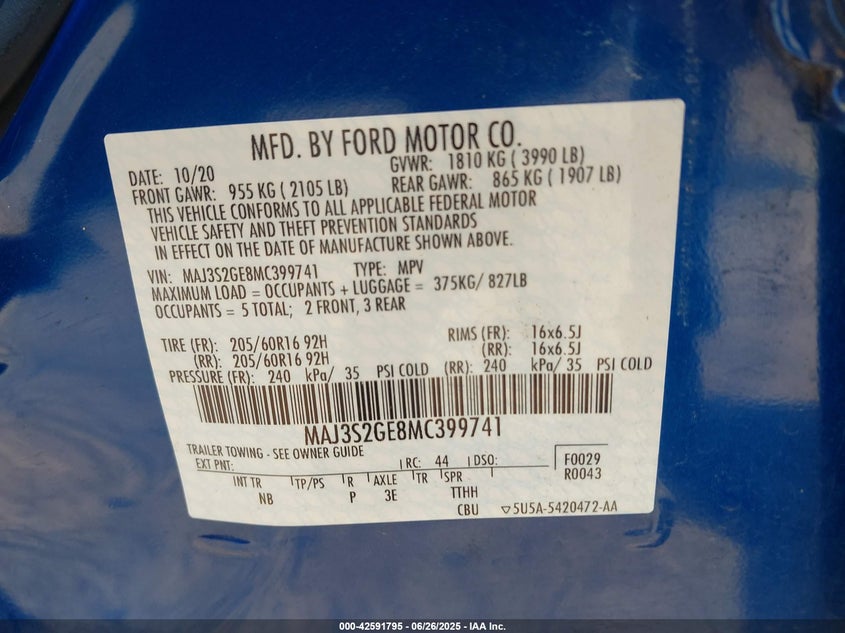 MFD. BY FORD MOTOR CO.
DATE: 10/20 GVWR: 1810 KG ( 3990 LB)
FRONT GAWR: 955 KG ( 2105 LB) REAR GAWR: 865 KG ( 1907 LB)
THIS VEHICLE CONFORMS TO ALL APPLICABLE FEDERAL MOTOR
VEHICLE SAFETY AND THEFT PREVENTION STANDARDS
IN EFFECT ON THE DATE OF MANUFACTURE SHOWN ABOVE.
VIN: MAJ3S2GE8MC399741 TYPE: MPV
MAXIMUM LOAD = OCCUPANTS + LUGGAGE = 375KG/ 827LB
OCCUPANTS = 5 TOTAL; 2 FRONT, 3 REAR
TIRE (FR): 205/60R16 92H RIMS (FR): 16x6.5J
(RR): 205/60R16 92H (RR): 16x6.5J
PRESSURE (FR): 240 kPa/ 35 PSI COLD (RR): 240 kPa/ 35 PSI COLD
MAJ3S2GE8MC399741
TRAILER TOWING - SEE OWNER GUIDE
EXT PNT: RC: 44 DSO: F0029
R0043
INT TR TP/PS R AXLE TR SPR
NB P 3E TTHH
CBU ▽5U5A-5420472-AA
000-42591795 - 06/26/2025 - IAA Inc.